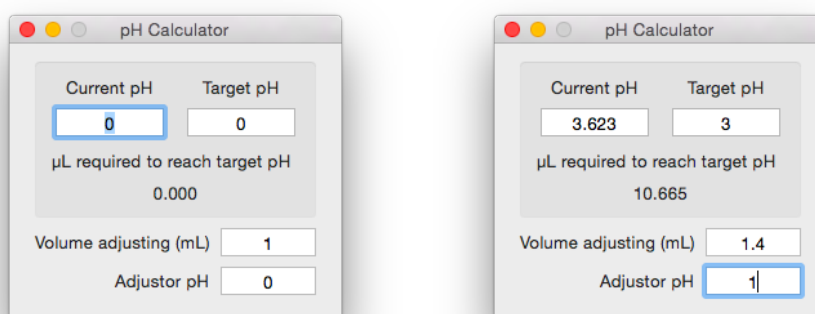 pH Calculator
Current pH Target pH
0 0
µL required to reach target pH
0.000
Volume adjusting (mL) 1
Adjustor pH 0
pH Calculator
Current pH Target pH
3.623 3
µL required to reach target pH
10.665
Volume adjusting (mL) 1.4
Adjustor pH 1